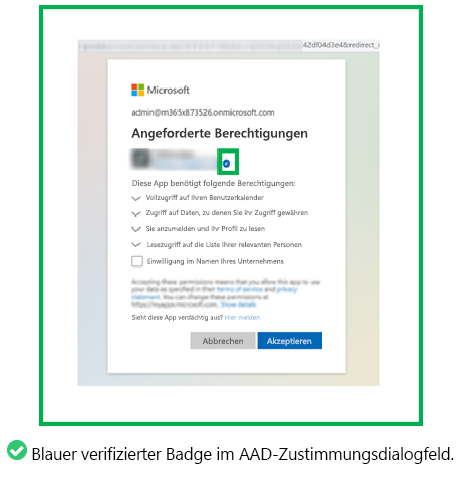 42df04d3e4&redirect_u
Microsoft
admin@m365x873526.onmicrosoft.com
Angeforderte Berechtigungen
Diese App benötigt folgende Berechtigungen:
Vollzugriff auf Ihren Benutzerkalender
Zugriff auf Daten, zu denen Sie ihr Zugriff gewähren
Sie anzumelden und Ihr Profil zu lesen
Lesezugriff auf die Liste Ihrer relevanten Personen
Einwilligung im Namen Ihres Unternehmens
Accepting these permissions means that you allow this app to use
your data as specified in their terms of service and privacy
statement. You can change these permissions at
https://myapps.microsoft.com. Show details
Sieht diese App verdächtig aus? Hier melden
Abbrechen Akzeptieren
Blauer verifizierter Badge im AAD-Zustimmungsdialogfeld.